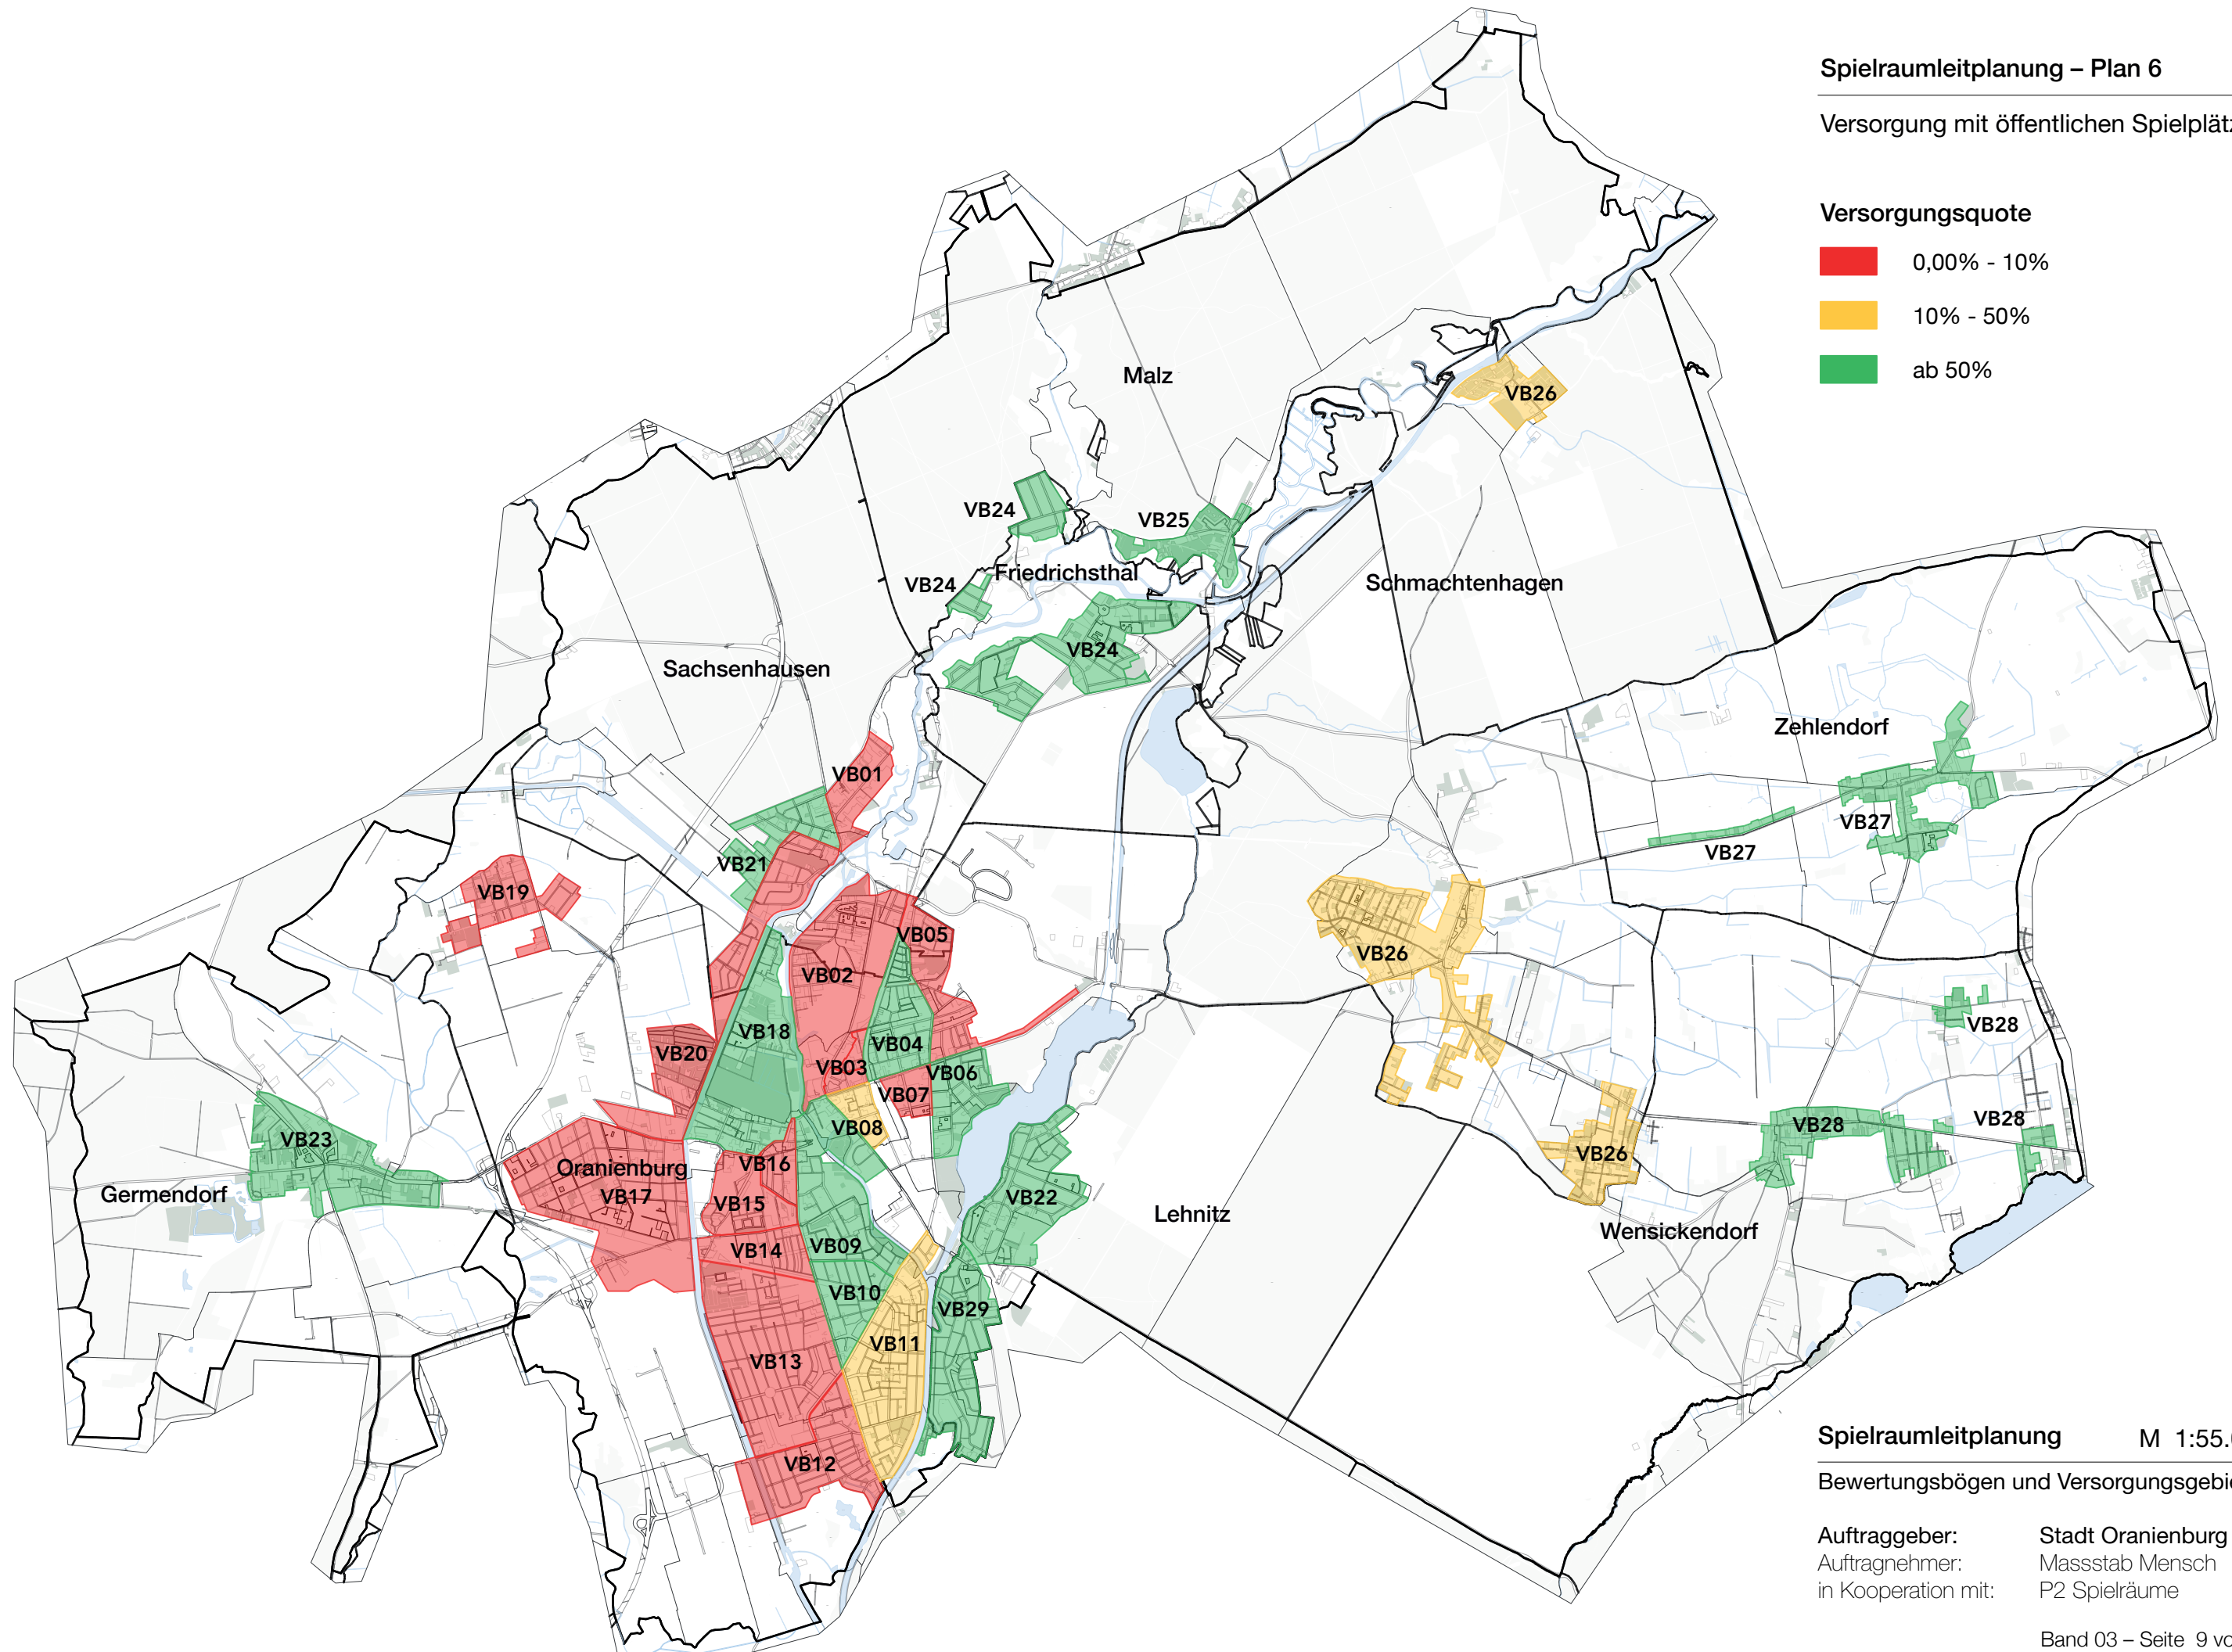 Spielraumleitplanung – Plan 6
Versorgung mit öffentlichen
Versorgungsquote
0,00% - 10%
10% - 50%
ab 50%
Malz
VB26
VB24
VB25
VB24
Friedrichsthal
Schmachtenhagen
VB24
Sachsenhausen
Zehlendorf
VB01
VB27
VB27
VB21
VB19
VB05
VB26
VB02
VB28
VB18
VB04
VB20
VB03
VB06
VB07
VB08
VB28
VB28
VB23
VB26
Oranienburg
VB16
Germendorf
VB17
VB15
VB22
Lehnitz
Wensickendorf
VB14
VB09
VB10
VB29
VB11
VB13
VB12
Spielraumleitplanung M 1:55.
Bewertungsbögen und
Auftraggeber: Stadt Oranienburg
Auftragnehmer: Massstab Mensch
in Kooperation mit: P2 Spielräume
Band 03 – Seite 9